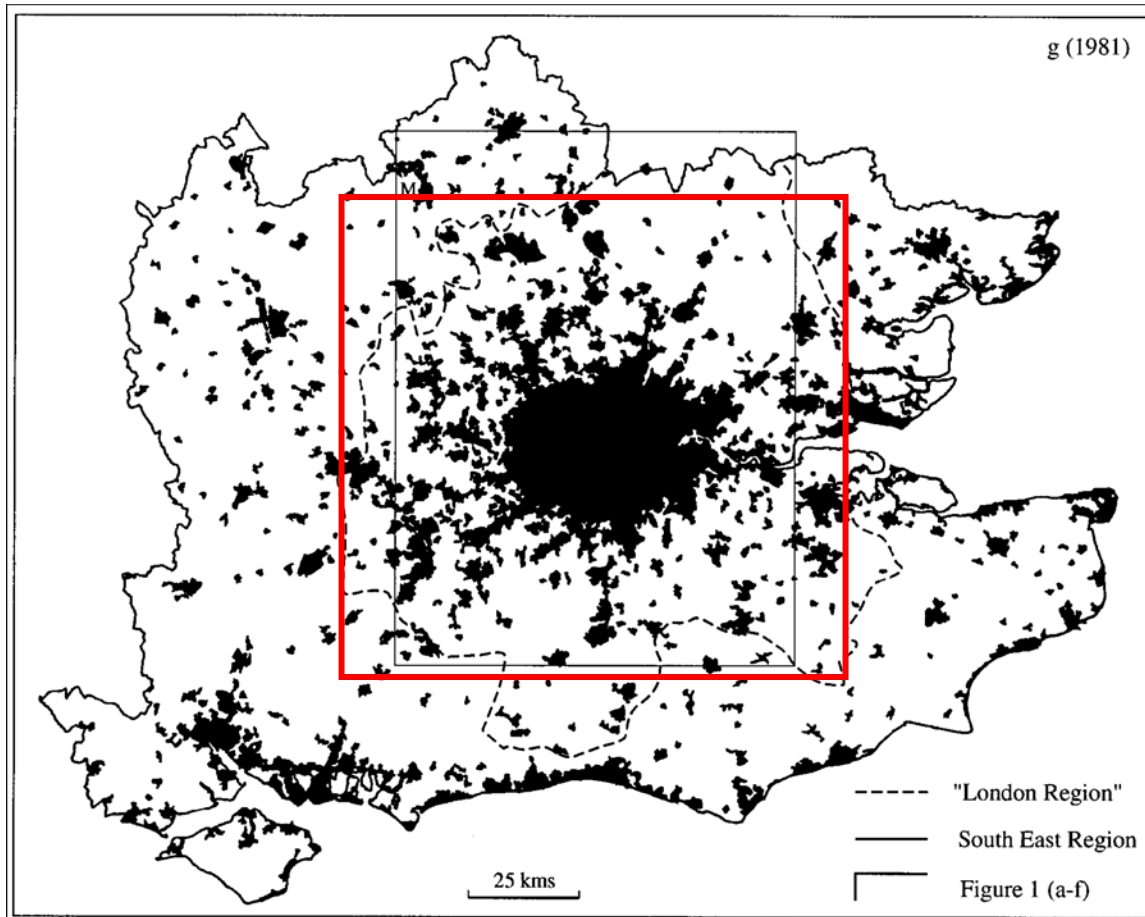 g (1981)
M
"London Region"
South East Region
25 kms
Figure 1 (a-f)